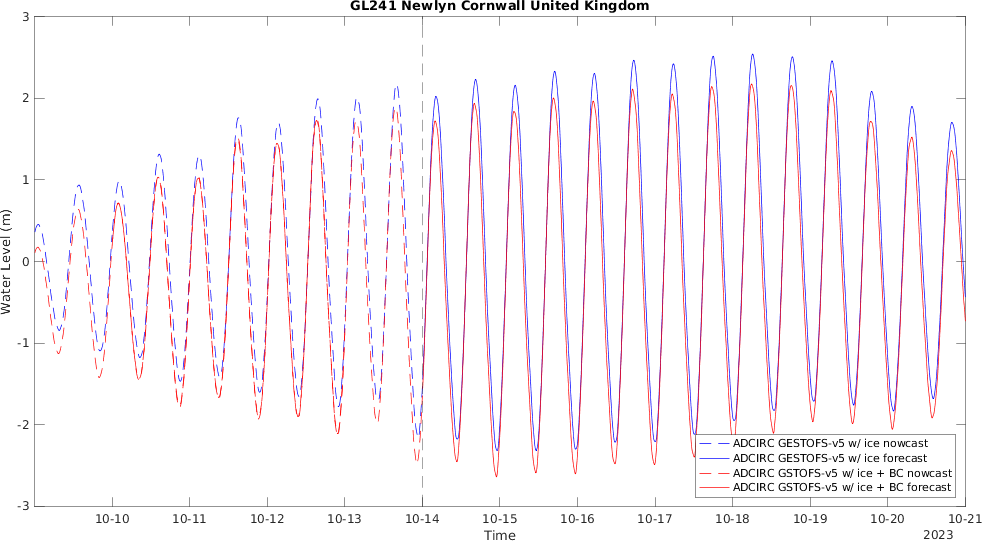 GL241 Newlyn Cornwall United Kingdom
3
2
1
0
-1
-2
-3
Water Level (m)
ADCIRC GESTOFS-v5 w/ ice nowcast
ADCIRC GESTOFS-v5 w/ ice forecast
ADCIRC GSTOFS-v5 w/ ice + BC nowcast
ADCIRC GSTOFS-v5 w/ ice + BC forecast
10-10 10-11 10-12 10-13 10-14 10-15 10-16 10-17 10-18 10-19 10-20 10-21
Time
2023